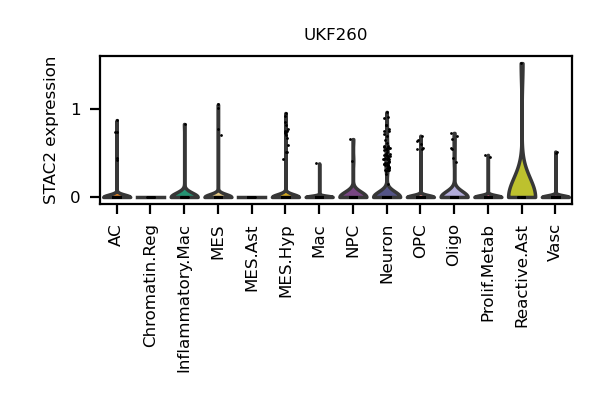 UKF260
STAC2 expression
1
0
AC
Chromatin.Reg
Inflammatory.Mac
MES
MES.Ast
MES.Hyp
Mac
NPC
Neuron
OPC
Oligo
Prolif.Metab
Reactive.Ast
Vasc